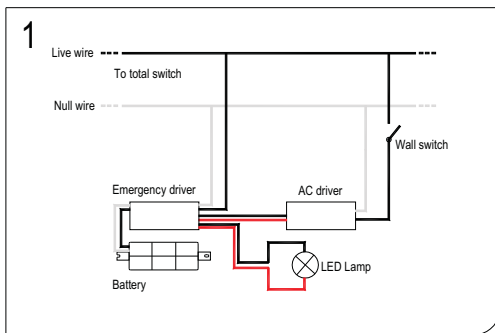 1
Live wire
To total switch
Null wire
Wall switch
Emergency driver
AC driver
LED Lamp
Battery